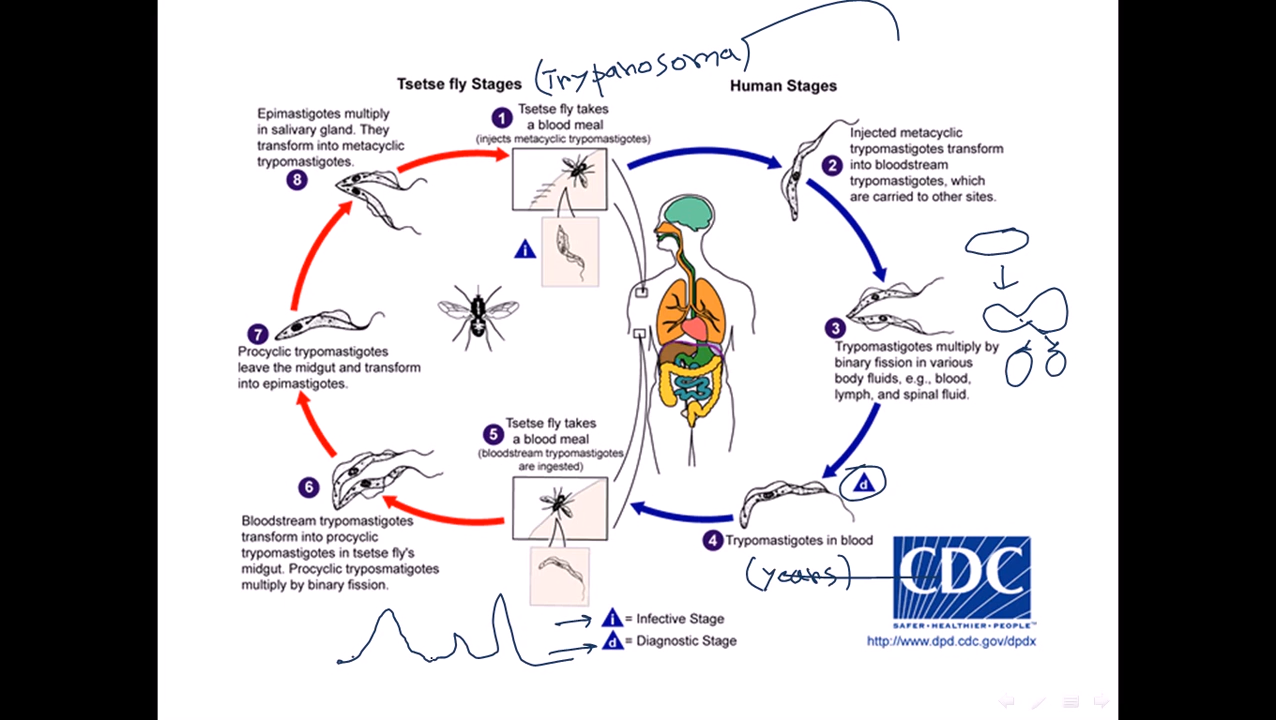 (Trypanosoma)
Tsetse fly Stages
Human Stages
1
Tsetse fly takes
a blood meal
(injects metacyclic trypomastigotes)
i
2
Injected metacyclic
trypomastigotes transform
into bloodstream
trypomastigotes, which
are carried to other sites.
3
Trypomastigotes multiply by
binary fission in various
body fluids, e.g., blood,
lymph, and spinal fluid.
d
4 Trypomastigotes in blood
(years)
5
Tsetse fly takes
a blood meal
(bloodstream trypomastigotes
are ingested)
6
Bloodstream trypomastigotes
transform into procyclic
trypomastigotes in tsetse fly's
midgut. Procyclic tryposmatigotes
multiply by binary fission.
7
Procyclic trypomastigotes
leave the midgut and transform
into epimastigotes.
Epimastigotes multiply
in salivary gland. They
transform into metacyclic
trypomastigotes.
8
i = Infective Stage
d = Diagnostic Stage
CDC
SAFER·HEALTHIER·PEOPLE™
http://www.dpd.cdc.gov/dpdx